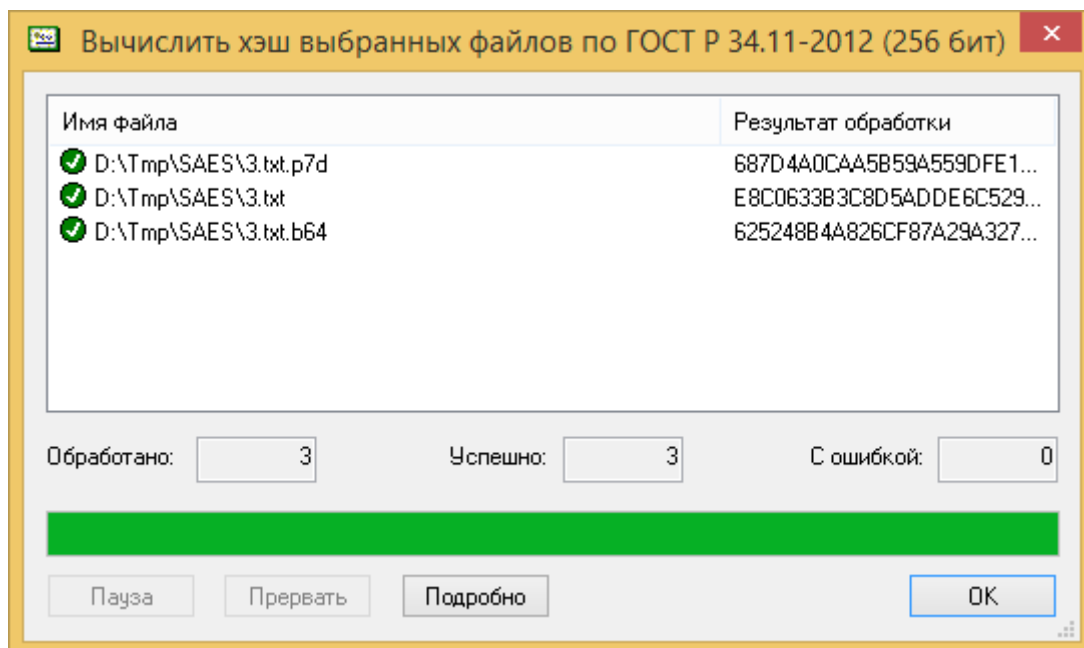 Вычислить хэш выбранных файлов по ГОСТ Р 34.11-2012 (256 бит)
Имя файла Результат обработки
D:\Tmp\SAES\3.txt.p7d 687D4A0CAA5B59A559DFE1...
D:\Tmp\SAES\3.txt E8C0633B3C8D5ADDE6C529...
D:\Tmp\SAES\3.txt.b64 625248B4A826CF87A29A327...
Обработано: 3 Успешно: 3 С ошибкой: 0
Пауза Прервать Подробно OK